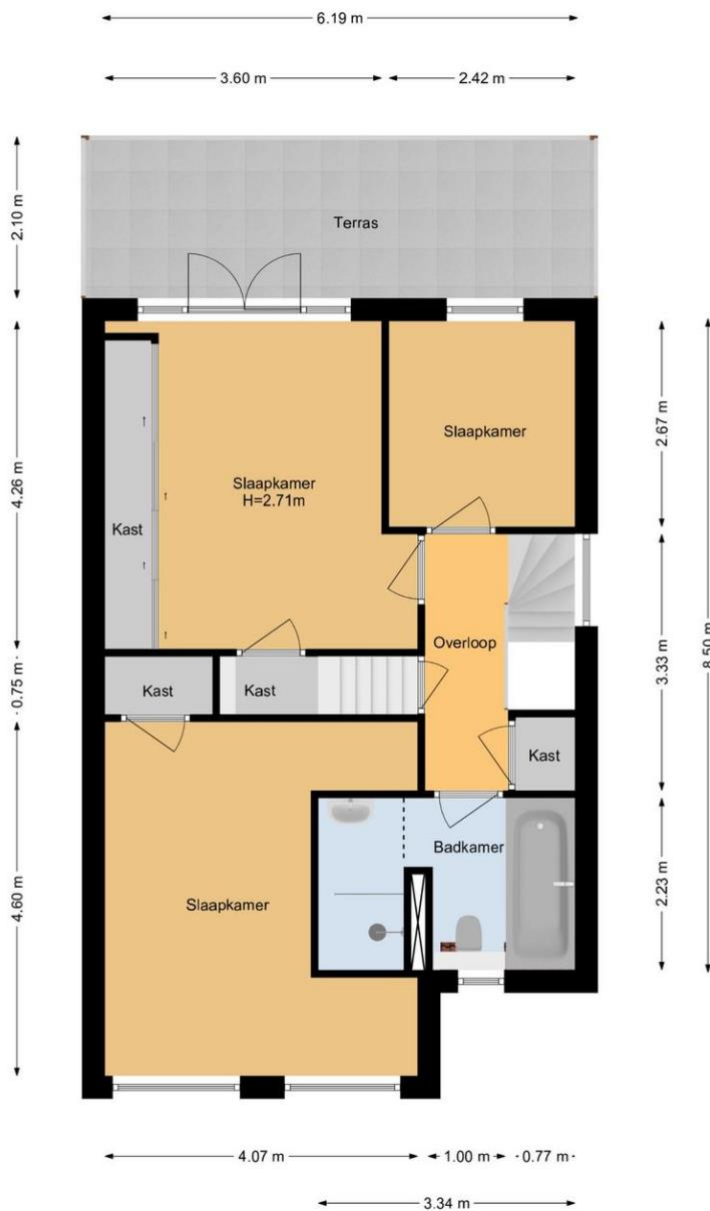 6.19 m
3.60 m
2.42 m
2.10 m
Terras
4.26 m
Slaapkamer
H=2.71m
Slaapkamer
2.67 m
Kast
8.50 m
Overloop
3.33 m
0.75 m
Kast
Kast
Kast
4.60 m
Slaapkamer
Badkamer
2.23 m
4.07 m
1.00 m
0.77 m
3.34 m